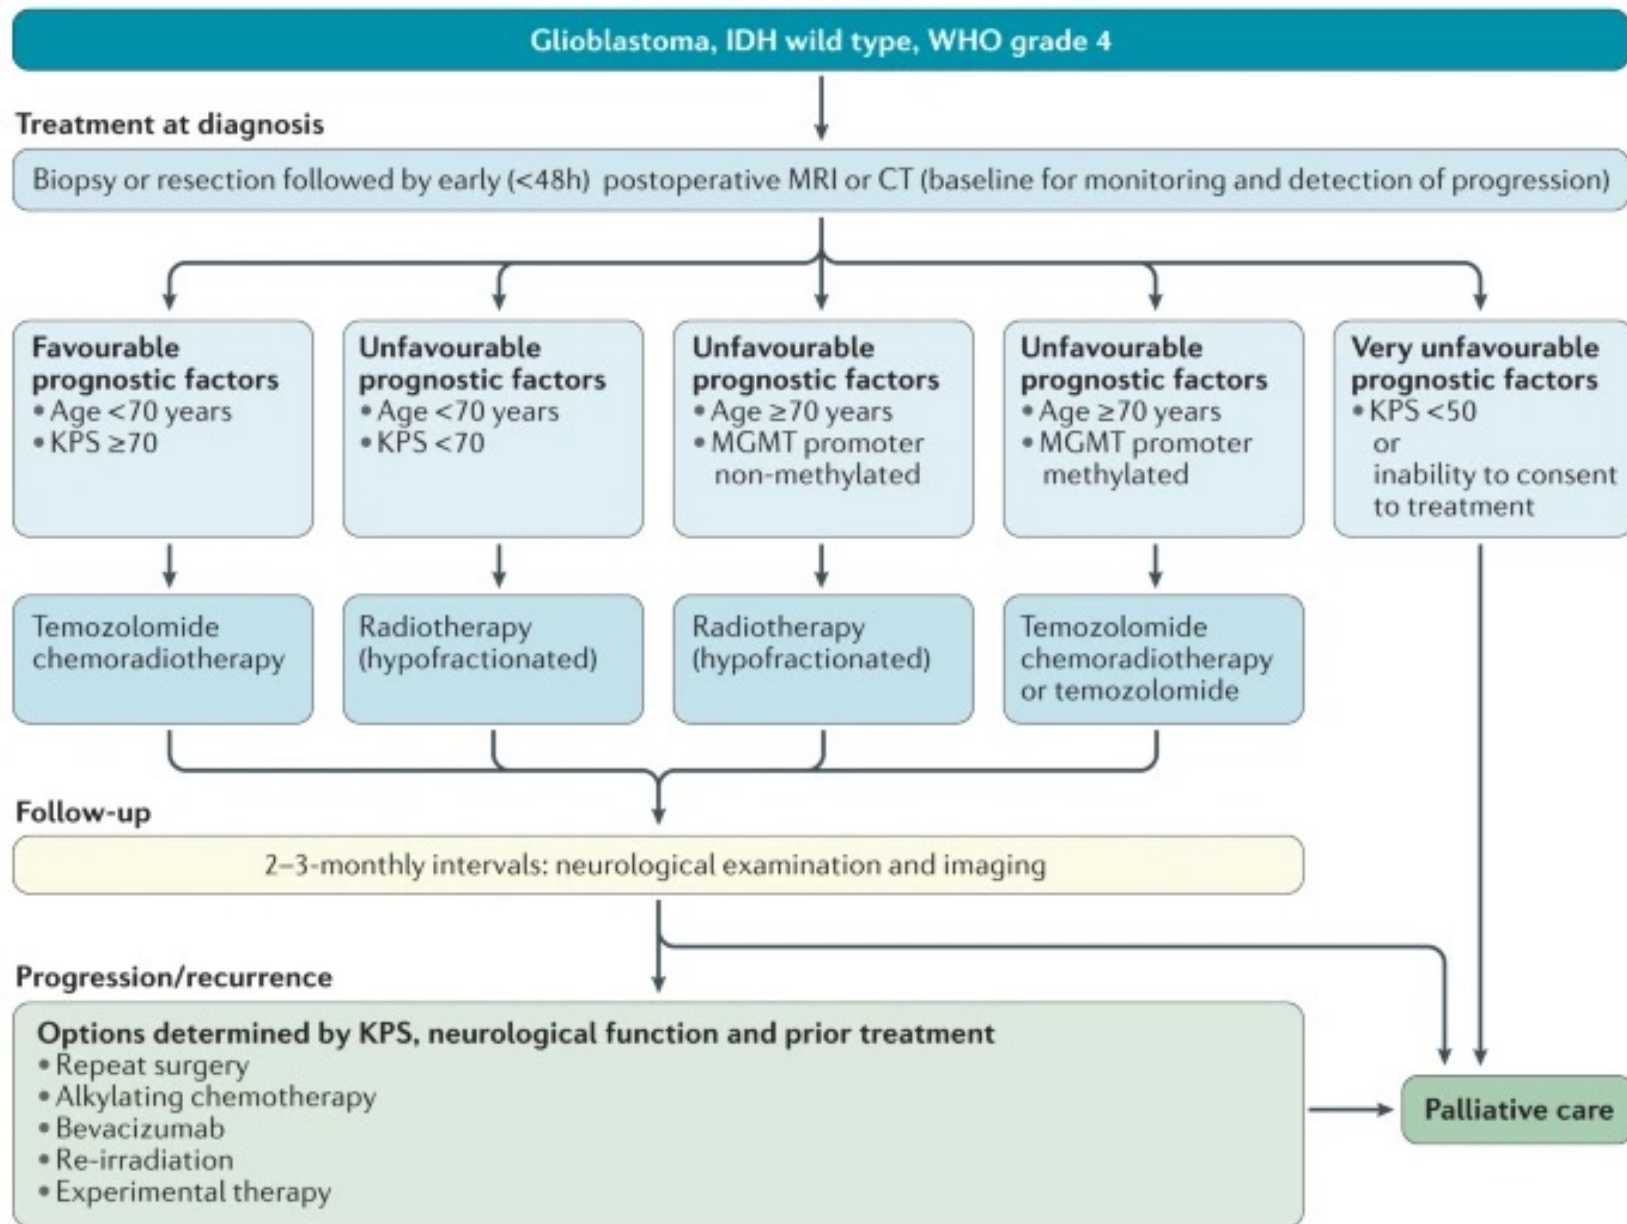 Glioblastoma, IDH wild type, WHO grade 4
Treatment at diagnosis
Biopsy or resection followed by early (<48h) postoperative MRI or CT (baseline for monitoring and detection of progression)
Favourable
prognostic factors
• Age <70 years
• KPS ≥70
Unfavourable
prognostic factors
• Age <70 years
• KPS <70
Unfavourable
prognostic factors
• Age ≥70 years
• MGMT promoter
non-methylated
Unfavourable
prognostic factors
• Age ≥70 years
• MGMT promoter
methylated
Very unfavourable
prognostic factors
• KPS <50
or
inability to consent
to treatment
Temozolomide
chemoradiotherapy
Radiotherapy
(hypofractionated)
Radiotherapy
(hypofractionated)
Temozolomide
chemoradiotherapy
or temozolomide
Follow-up
2–3-monthly intervals: neurological examination and imaging
Progression/recurrence
Options determined by KPS, neurological function and prior treatment
• Repeat surgery
• Alkylating chemotherapy
• Bevacizumab
• Re-irradiation
• Experimental therapy
Palliative care